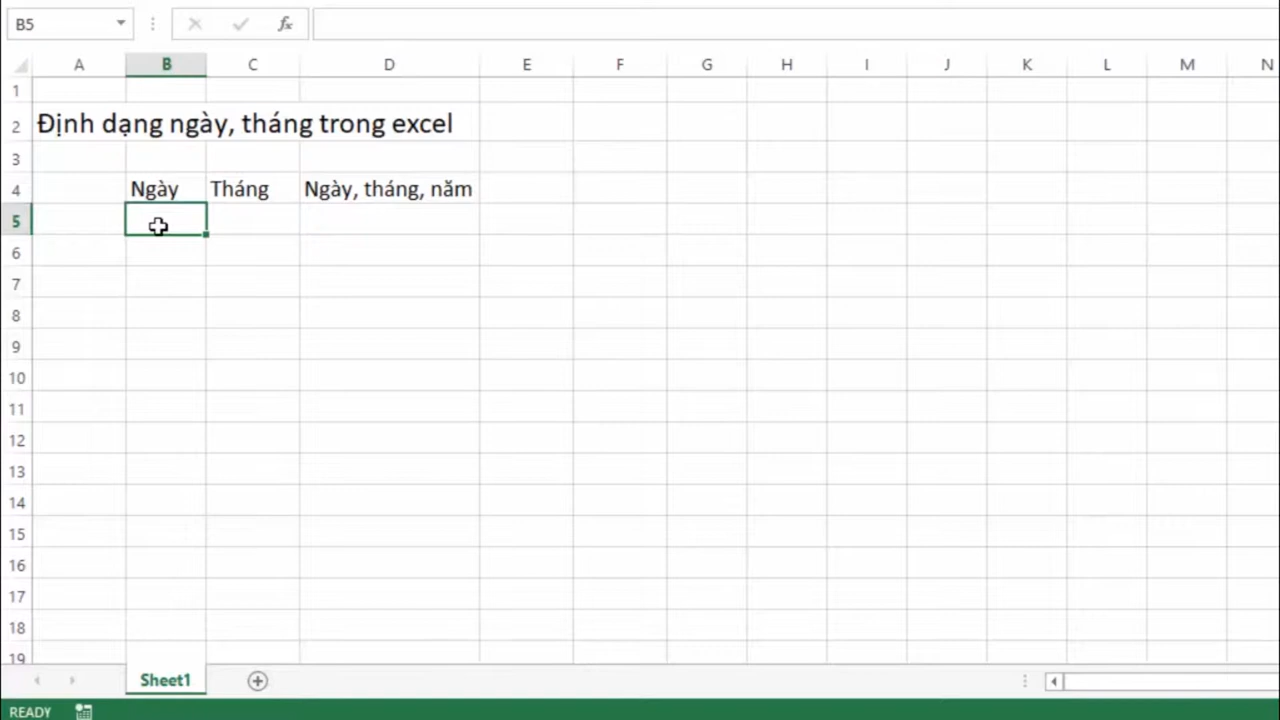 B5 fx
A B C D E F G H I J K L M N
1
2 Định dạng ngày, tháng trong excel
3
4 Ngày Tháng Ngày, tháng, năm
5
6
7
8
9
10
11
12
13
14
15
16
17
18
19
Sheet1
READY